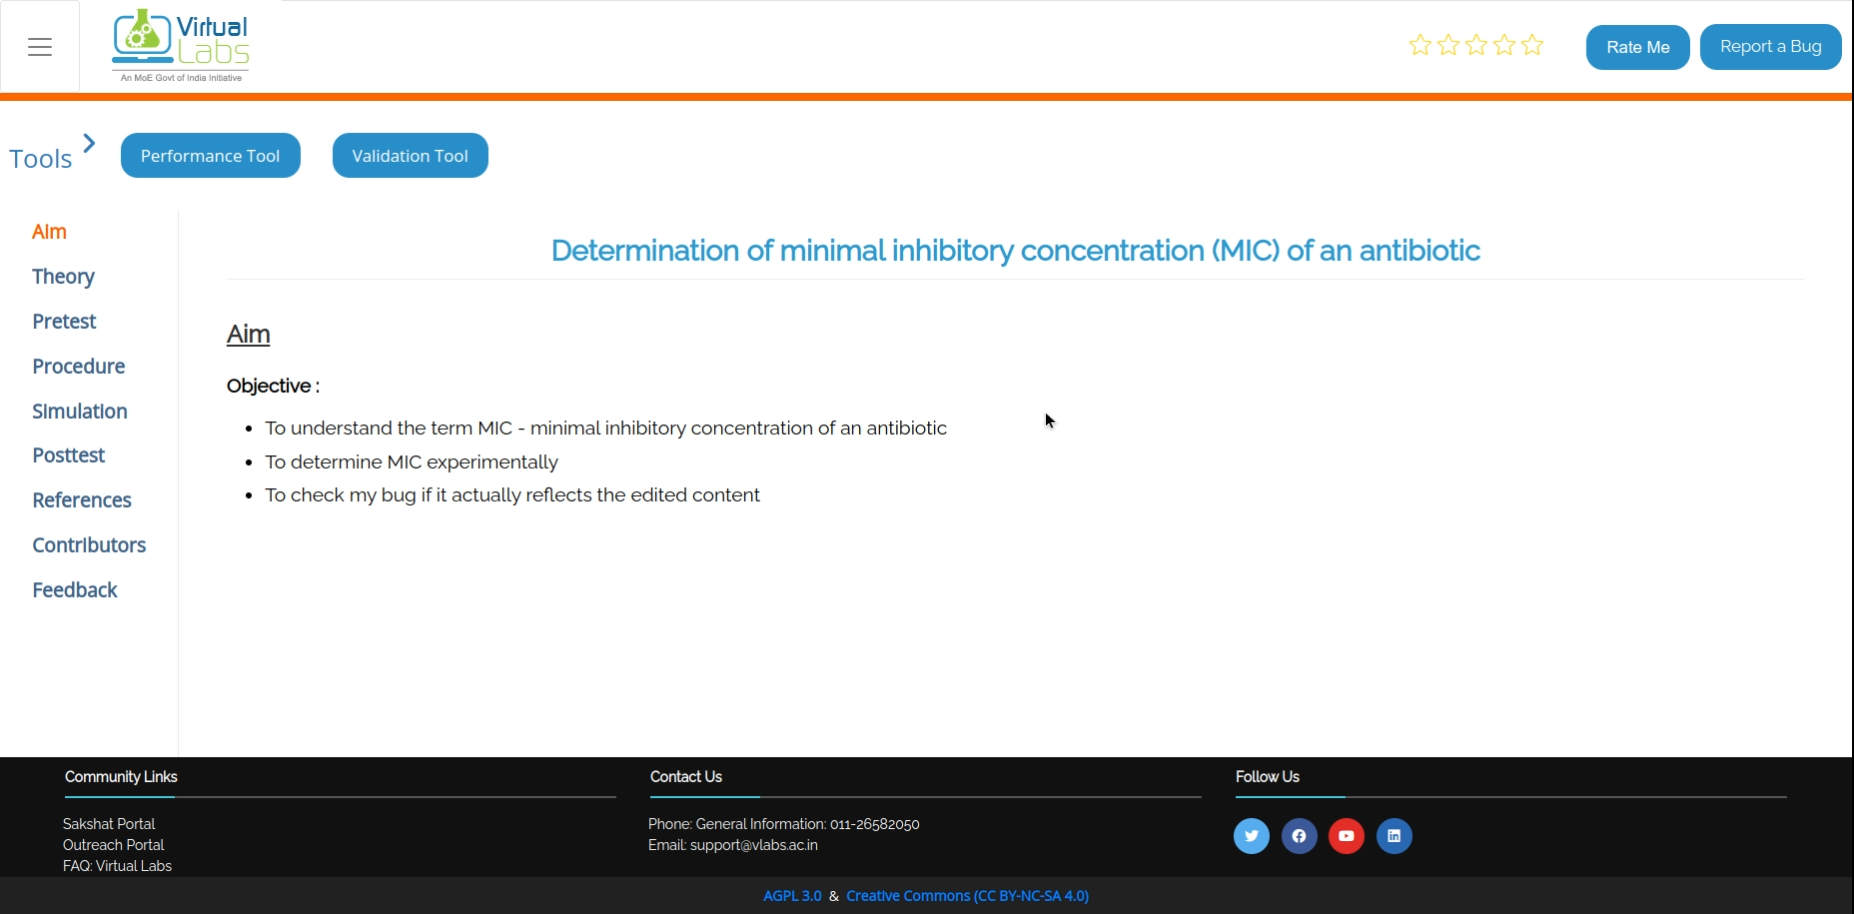 Virtual
Labs
An MoE Govt of India Initiative
Rate Me
Report a Bug
Tools
Performance Tool
Validation Tool
Aim
Theory
Pretest
Procedure
Simulation
Posttest
References
Contributors
Feedback
Determination of minimal inhibitory concentration (MIC) of an antibiotic
Aim
Objective :
To understand the term MIC - minimal inhibitory concentration of an antibiotic
To determine MIC experimentally
To check my bug if it actually reflects the edited content
Community Links
Sakshat Portal
Outreach Portal
FAQ: Virtual Labs
Contact Us
Phone: General Information: 011-26582050
Email: support@vlabs.ac.in
Follow Us
AGPL 3.0 & Creative Commons (CC BY-NC-SA 4.0)